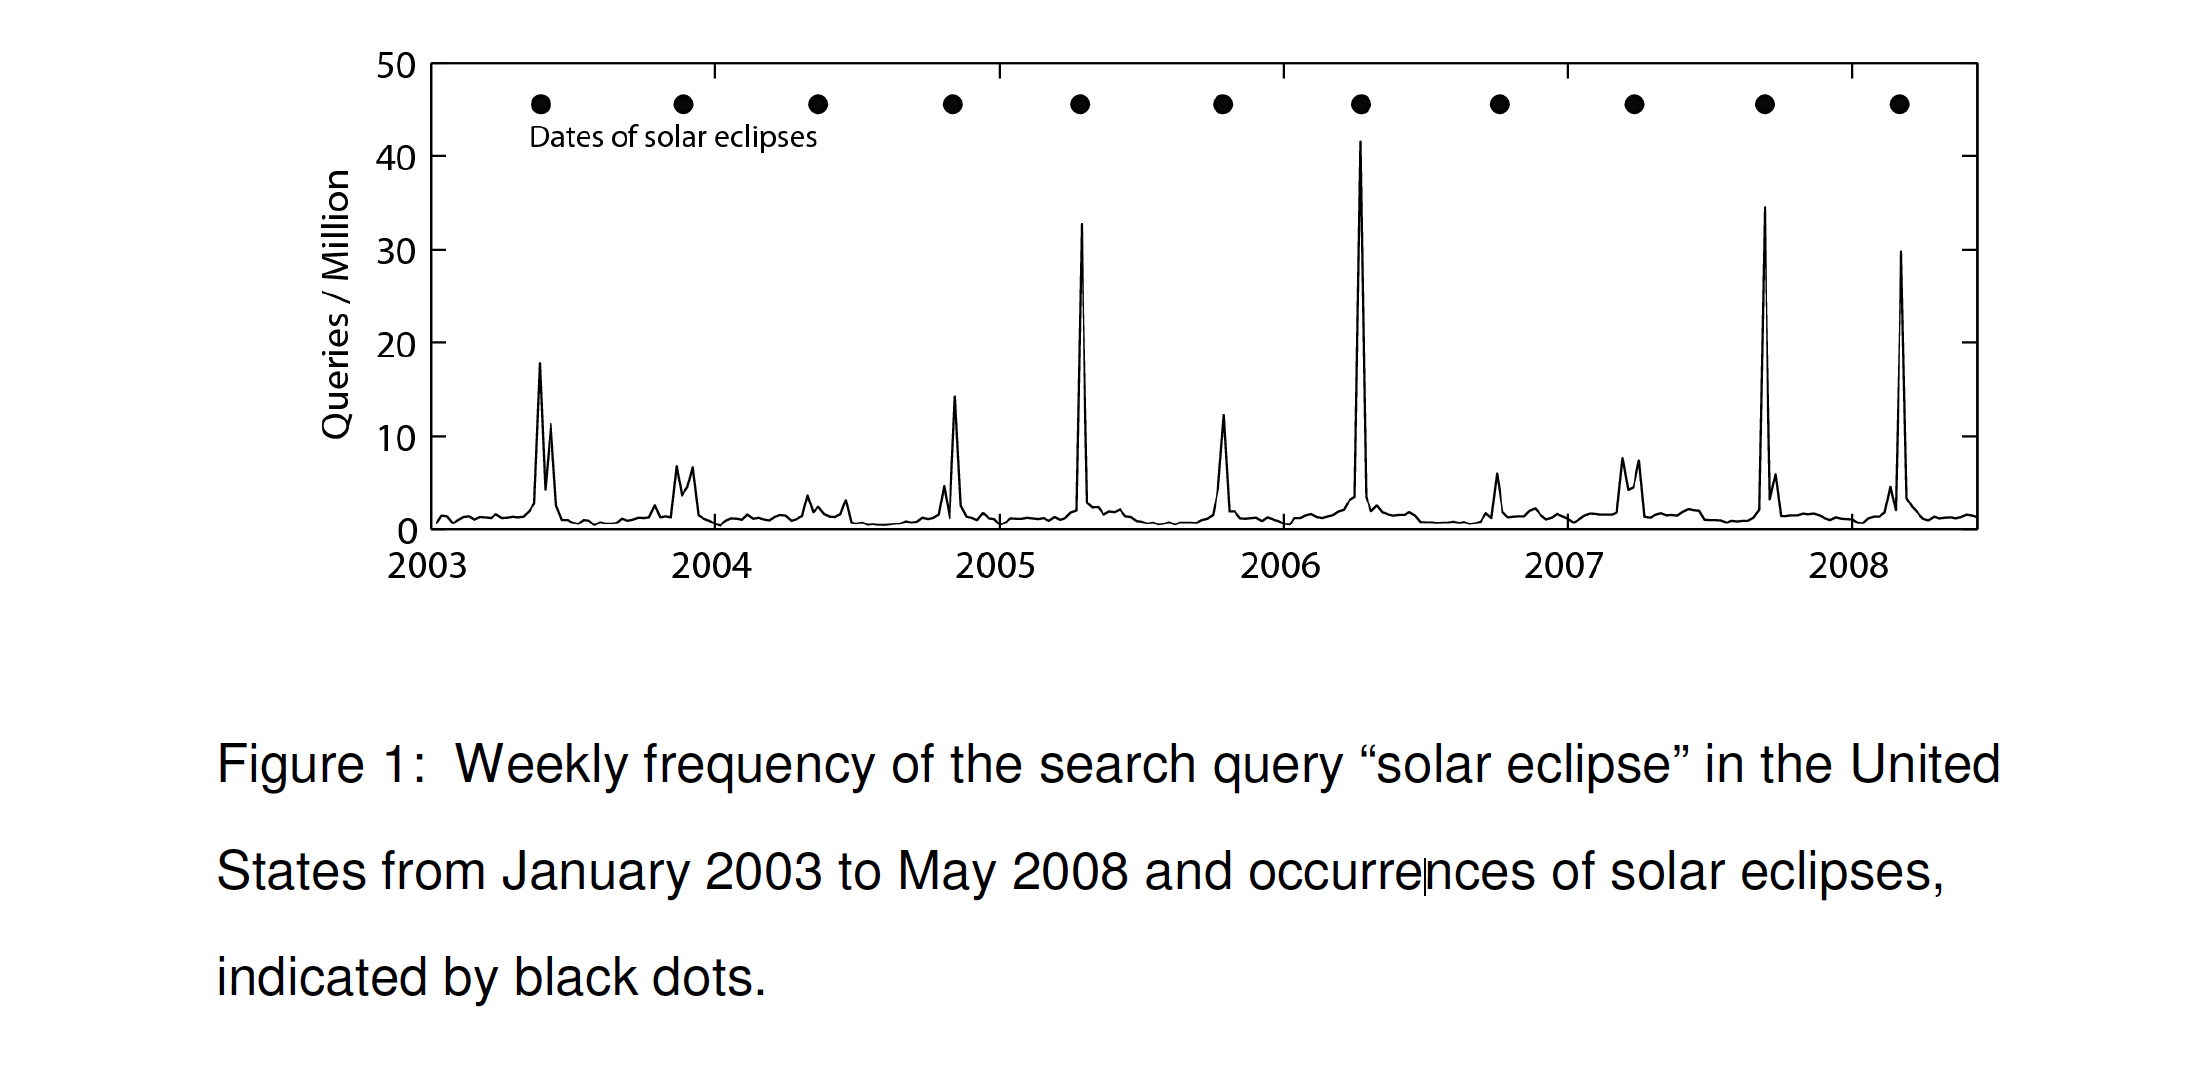 50
Dates of solar eclipses
40
30
20
10
0
Queries / Million
2003 2004 2005 2006 2007 2008
Figure 1: Weekly frequency of the search query “solar eclipse” in the United
States from January 2003 to May 2008 and occurrences of solar eclipses,
indicated by black dots.